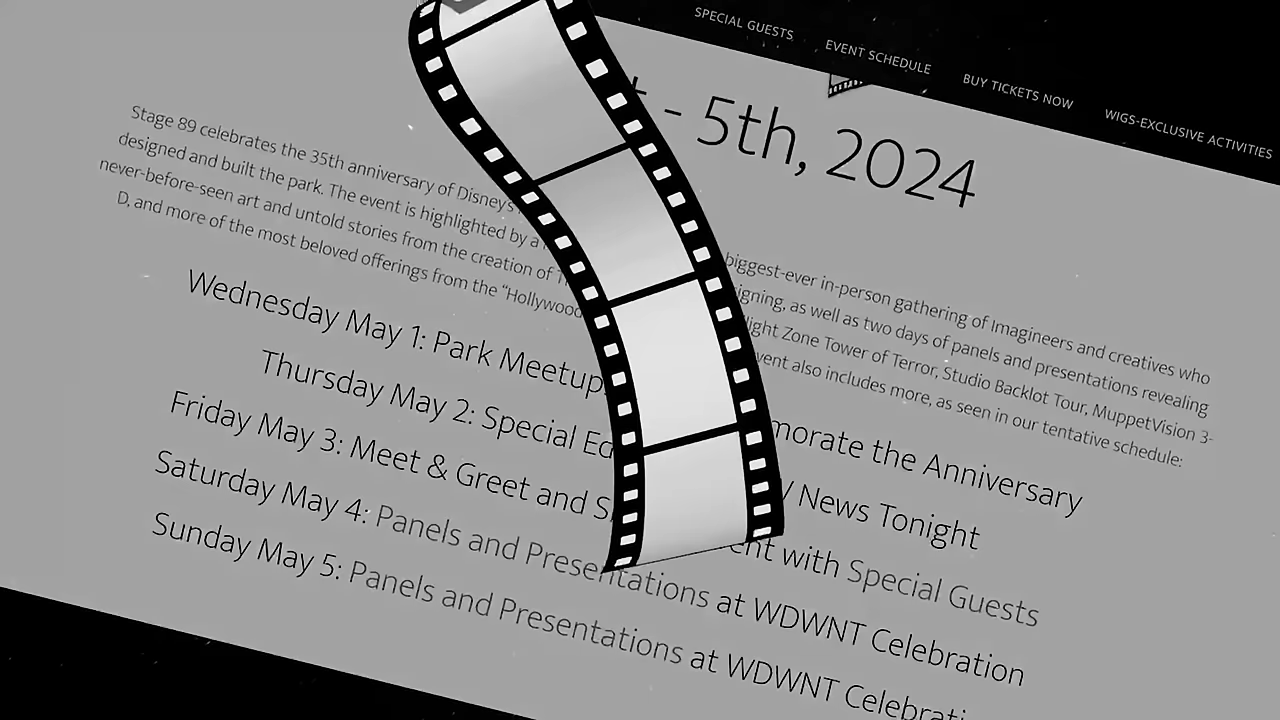 SPECIAL GUESTS
EVENT SCHEDULE
BUY TICKETS NOW
WIGS-EXCLUSIVE ACTIVITIES
- 5th, 2024
Stage 89 celebrates the 35th anniversary of Disney's biggest-ever in-person gathering of Imagineers and creatives who
designed and built the park. The event is highlighted by a as well as two days of panels and presentations revealing
never-before-seen art and untold stories from the creation of Zone Tower of Terror, Studio Backlot Tour, MuppetVision 3-
D, and more of the most beloved offerings from the “Hollywood also includes more, as seen in our tentative schedule:
Wednesday May 1: Park Meetup the Anniversary
Thursday May 2: Special News Tonight
Friday May 3: Meet & Greet and with Special Guests
Saturday May 4: Panels and Presentations at WDWNT Celebration
Sunday May 5: Panels and Presentations at WDWNT